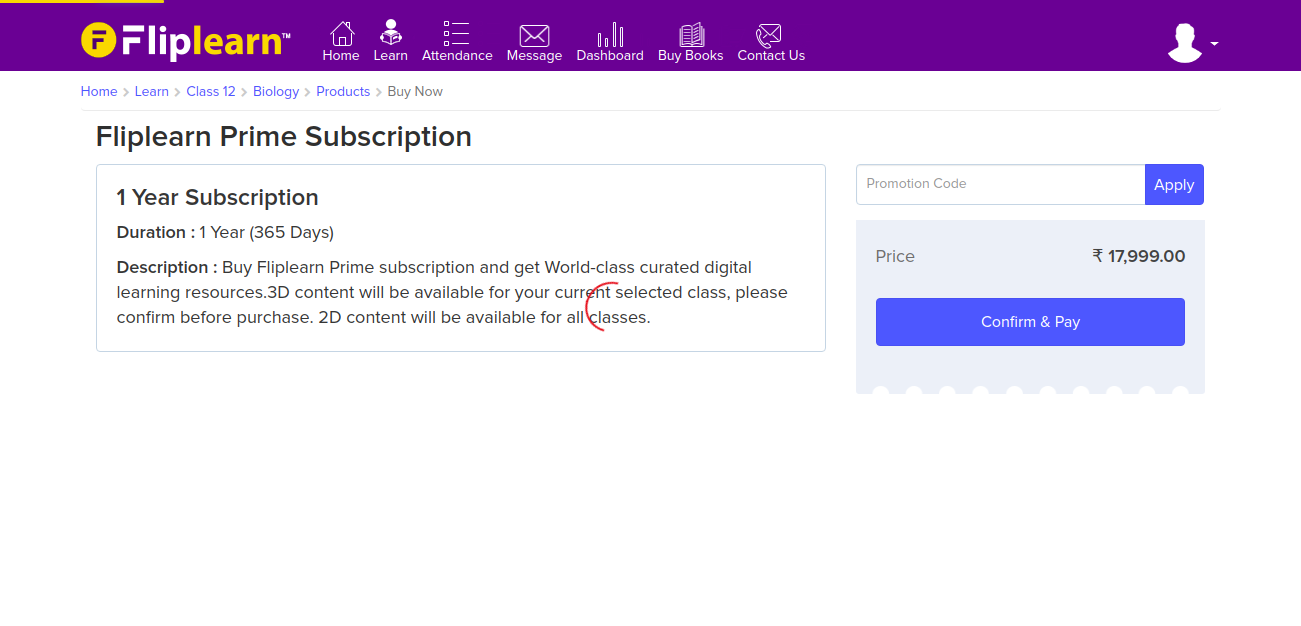 Fliplearn™
Home Learn Attendance Message Dashboard Buy Books Contact Us
Home > Learn > Class 12 > Biology > Products > Buy Now
Fliplearn Prime Subscription
1 Year Subscription
Duration : 1 Year (365 Days)
Description : Buy Fliplearn Prime subscription and get World-class curated digital
learning resources.3D content will be available for your current selected class, please
confirm before purchase. 2D content will be available for all classes.
Promotion Code Apply
Price ₹ 17,999.00
Confirm & Pay